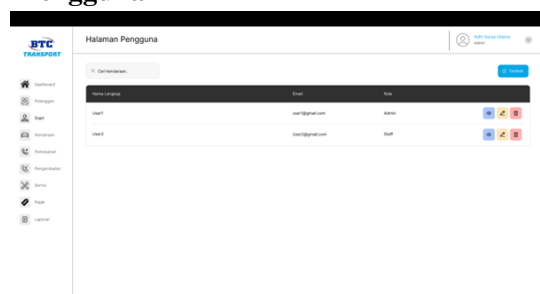 BTC
TRANSPORT
Halaman Pengguna
Adhi Surya Utama
Admin
Cari kendaraan..
Tambah
Dashboard
Pelanggan
Supir
Kendaraan
Pemesanan
Pengembalian
Servis
Pajak
Laporan
Nama Lengkap Email Role
User1 user1@gmail.com Admin
User2 User2@gmail.com Staff